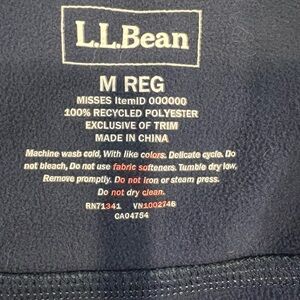 L.L.Bean
M REG
MISSES ItemID 000000
100% RECYCLED POLYESTER
EXCLUSIVE OF TRIM
MADE IN CHINA
Machine wash cold, With like colors. Delicate cycle. Do
not bleach, Do not use fabric softeners. Tumble dry low,
Remove promptly. Do not iron or steam press.
Do not dry clean.
RN71341 VN1002746
CA04754